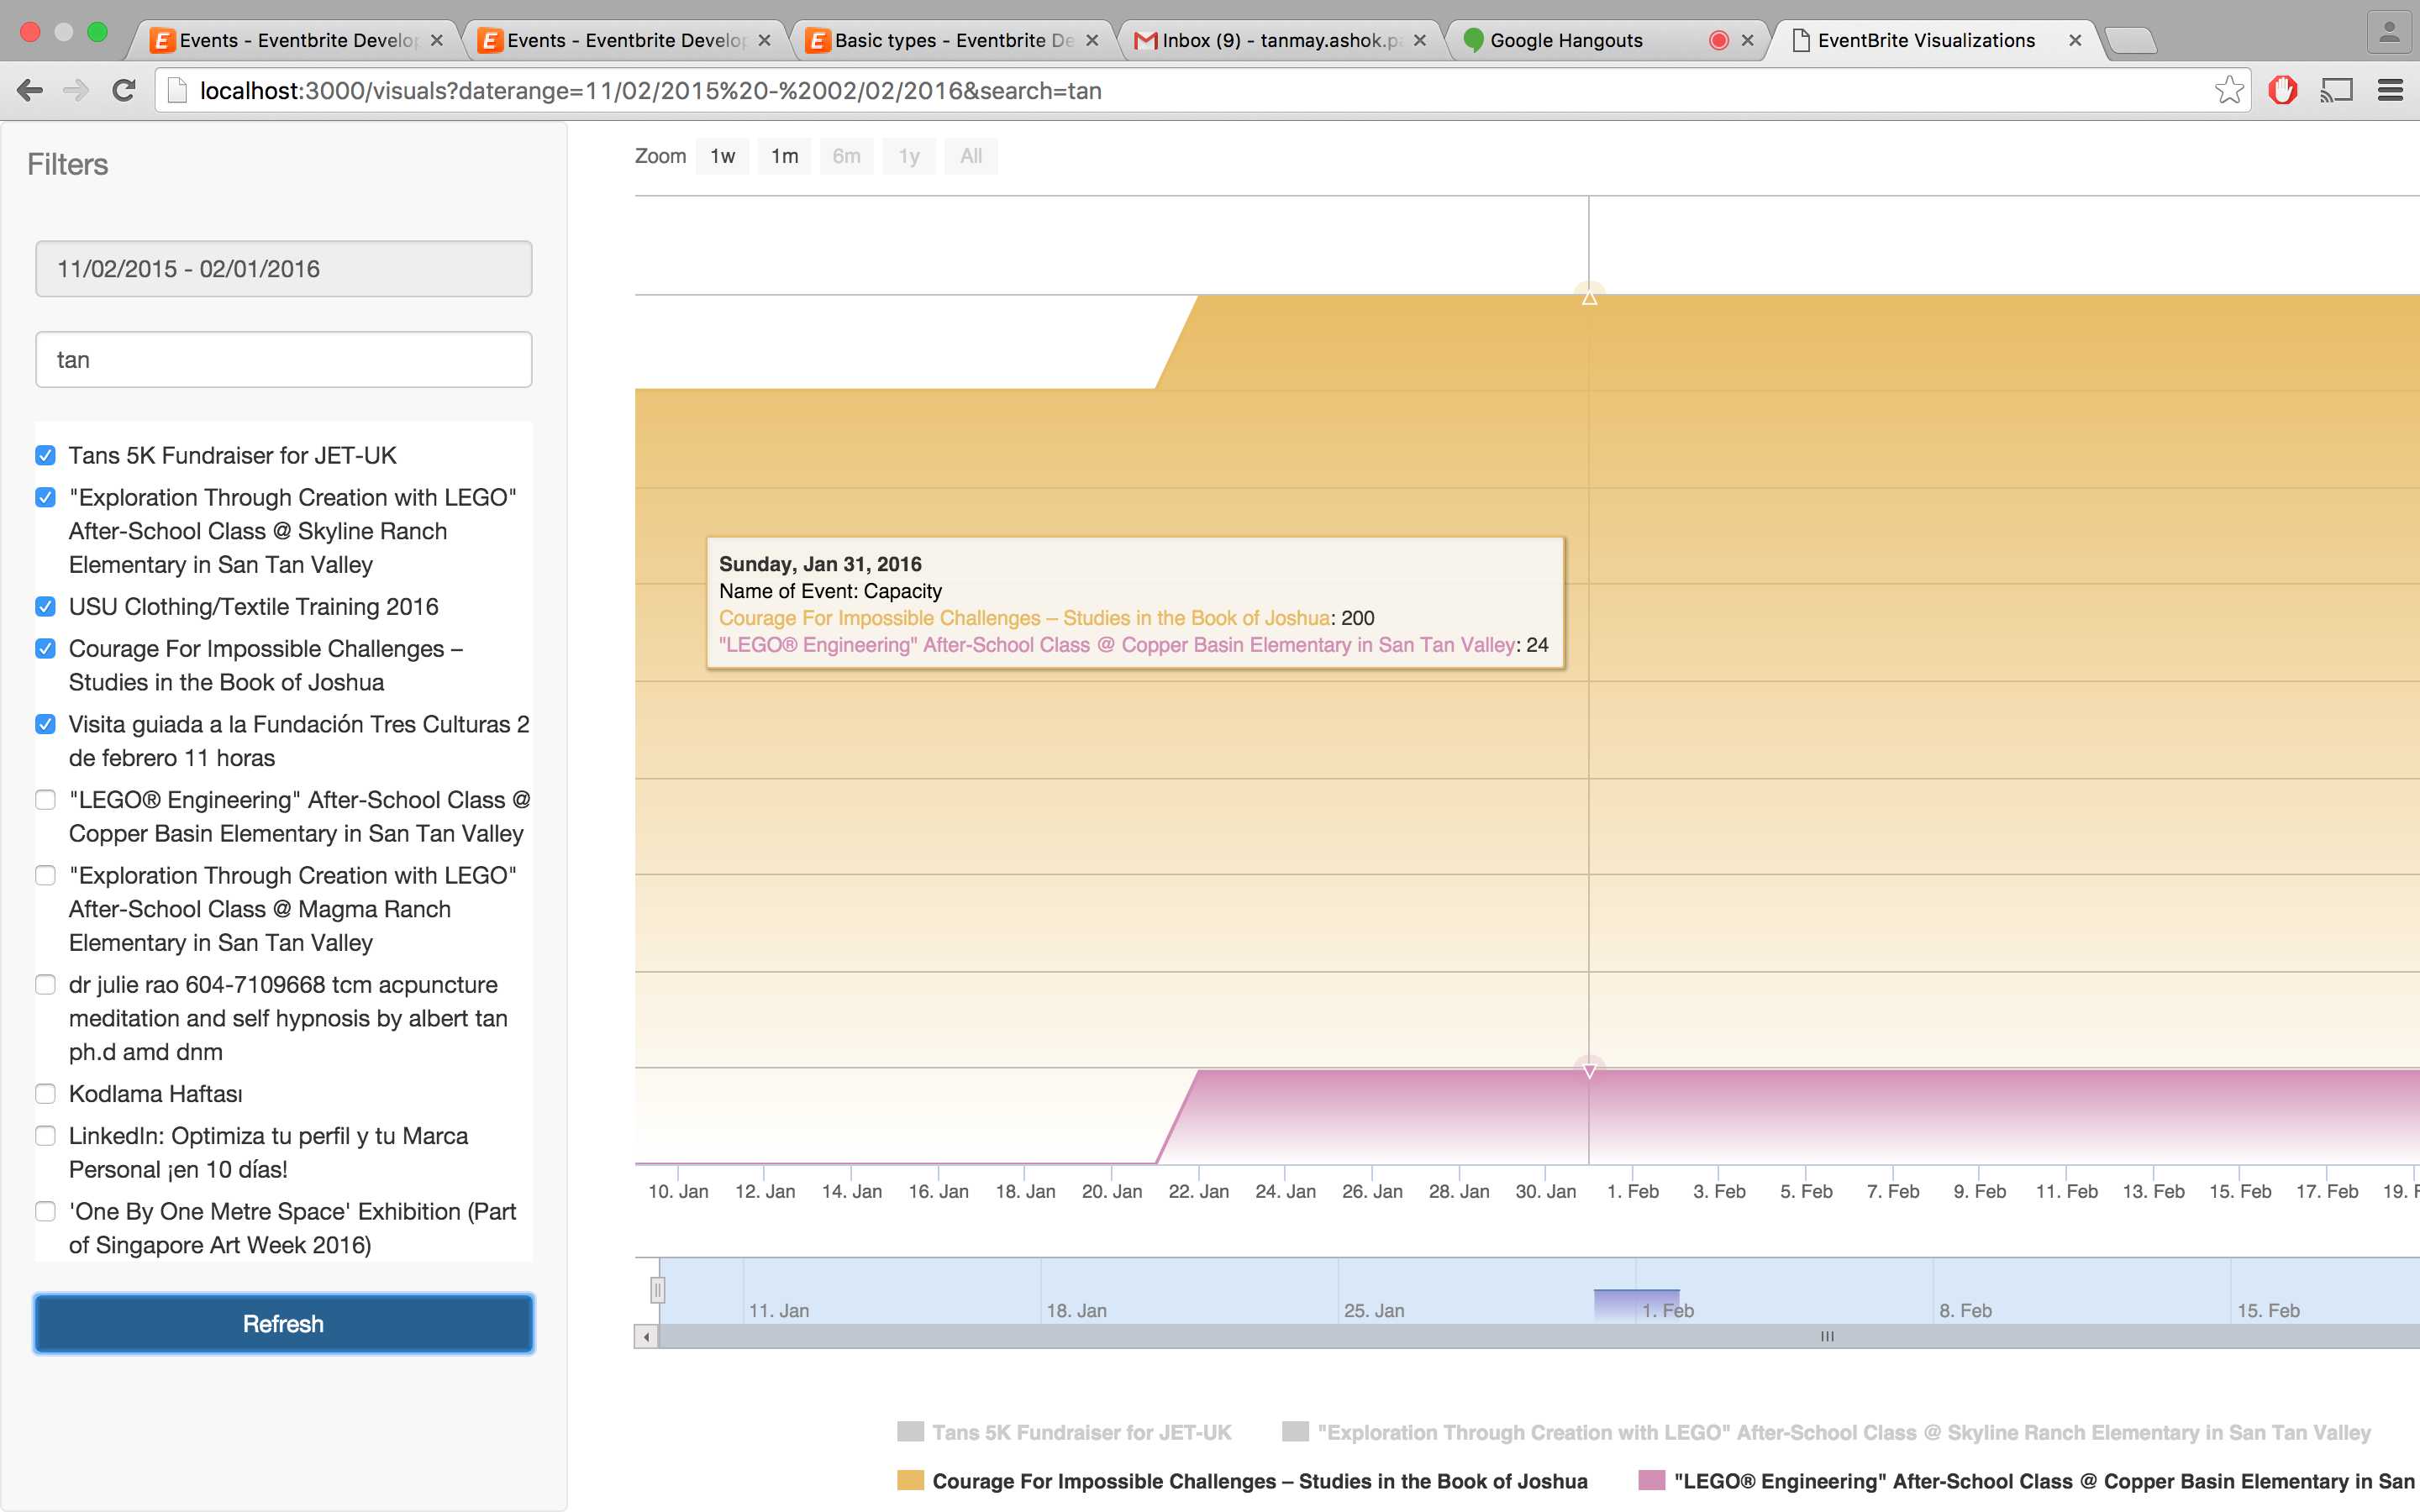 Events - Eventbrite Develop
Events - Eventbrite Develop
Basic types - Eventbrite De
Inbox (9) - tanmay.ashok.pa
Google Hangouts
EventBrite Visualizations
localhost:3000/visuals?daterange=11/02/2015%20-%2002/02/2016&search=tan
Filters
11/02/2015 - 02/01/2016
tan
Tans 5K Fundraiser for JET-UK
"Exploration Through Creation with LEGO"
After-School Class @ Skyline Ranch
Elementary in San Tan Valley
USU Clothing/Textile Training 2016
Courage For Impossible Challenges –
Studies in the Book of Joshua
Visita guiada a la Fundación Tres Culturas 2
de febrero 11 horas
"LEGO® Engineering" After-School Class @
Copper Basin Elementary in San Tan Valley
"Exploration Through Creation with LEGO"
After-School Class @ Magma Ranch
Elementary in San Tan Valley
dr julie rao 604-7109668 tcm acpuncture
meditation and self hypnosis by albert tan
ph.d amd dnm
Kodlama Haftası
LinkedIn: Optimiza tu perfil y tu Marca
Personal ¡en 10 días!
'One By One Metre Space' Exhibition (Part
of Singapore Art Week 2016)
Refresh
Zoom 1w 1m 6m 1y All
Sunday, Jan 31, 2016
Name of Event: Capacity
Courage For Impossible Challenges – Studies in the Book of Joshua: 200
"LEGO® Engineering" After-School Class @ Copper Basin Elementary in San Tan Valley: 24
10. Jan 12. Jan 14. Jan 16. Jan 18. Jan 20. Jan 22. Jan 24. Jan 26. Jan 28. Jan 30. Jan 1. Feb 3. Feb 5. Feb 7. Feb 9. Feb 11. Feb 13. Feb 15. Feb 17. Feb 19. F
11. Jan 18. Jan 25. Jan 1. Feb 8. Feb 15. Feb
Tans 5K Fundraiser for JET-UK "Exploration Through Creation with LEGO" After-School Class @ Skyline Ranch Elementary in San Tan Valley
Courage For Impossible Challenges – Studies in the Book of Joshua "LEGO® Engineering" After-School Class @ Copper Basin Elementary in San